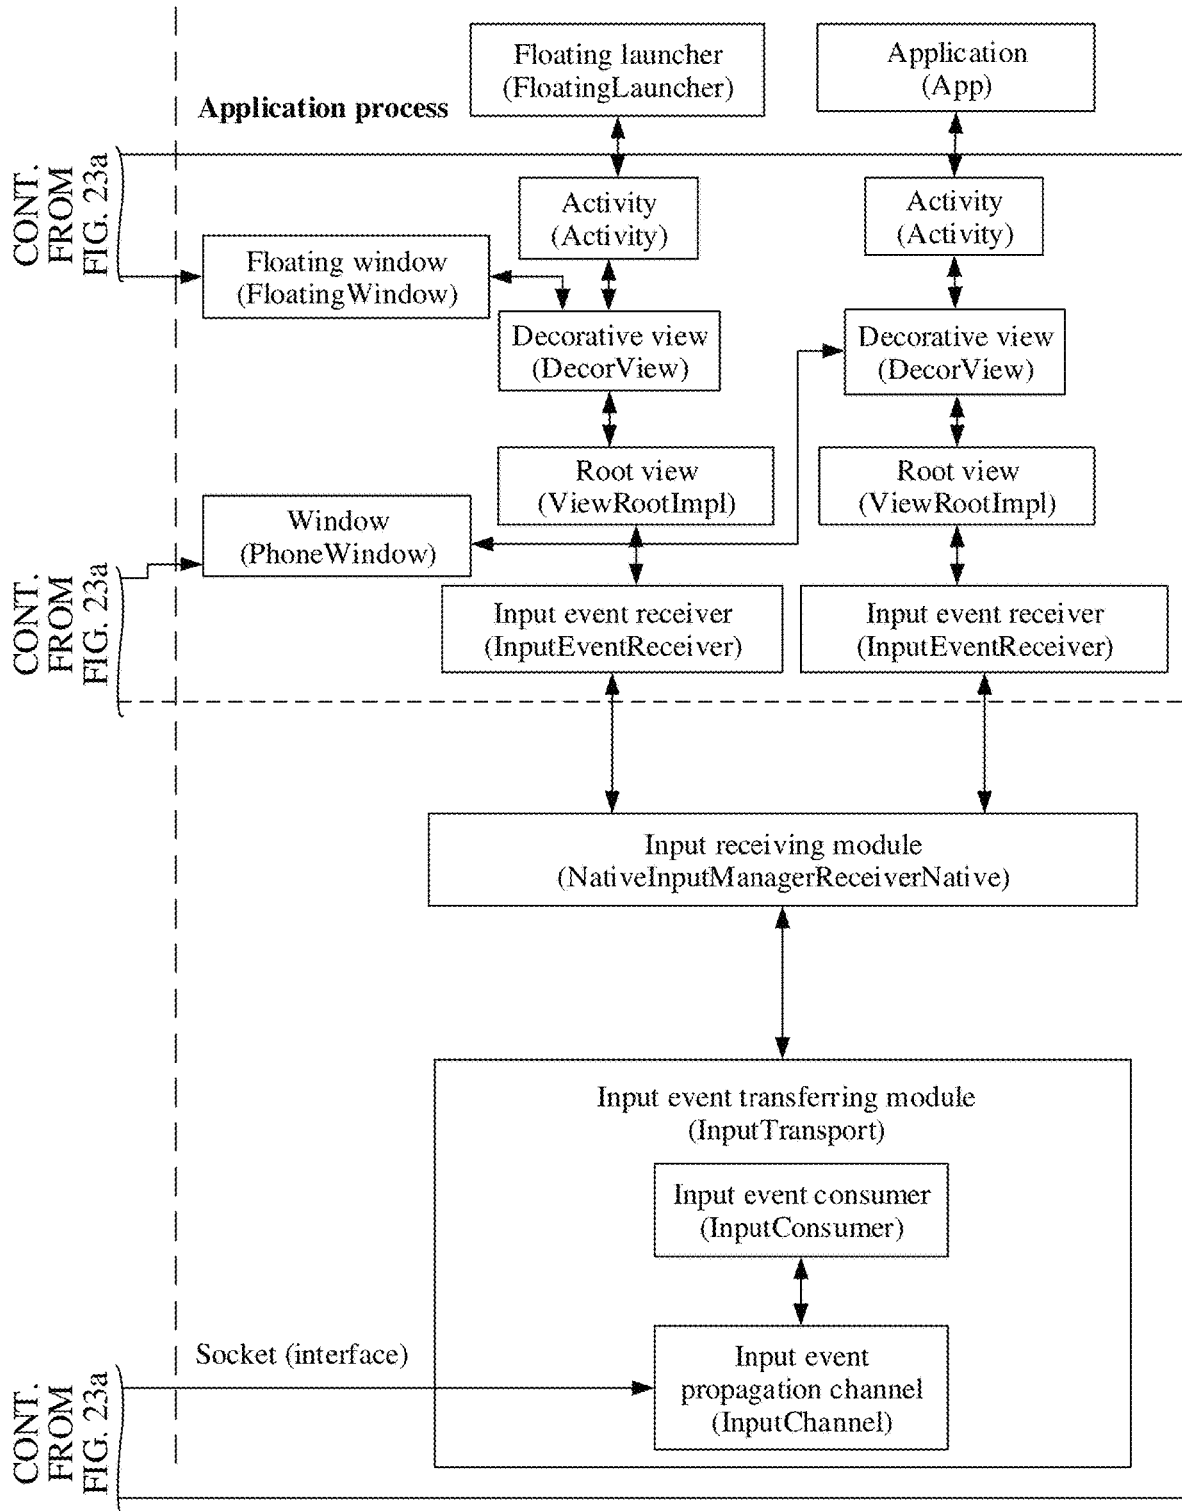 Floating launcher
(FloatingLauncher)
Application
(App)
Application process
CONT.
FROM
FIG. 23a
Activity
(Activity)
Activity
(Activity)
Floating window
(FloatingWindow)
Decorative view
(DecorView)
Decorative view
(DecorView)
Root view
(ViewRootImpl)
Root view
(ViewRootImpl)
Window
(PhoneWindow)
CONT.
FROM
FIG. 23a
Input event receiver
(InputEventReceiver)
Input event receiver
(InputEventReceiver)
Input receiving module
(NativeInputManagerReceiverNative)
Input event transferring module
(InputTransport)
Input event consumer
(InputConsumer)
Socket (interface)
Input event
propagation channel
(InputChannel)
CONT.
FROM
FIG. 23a